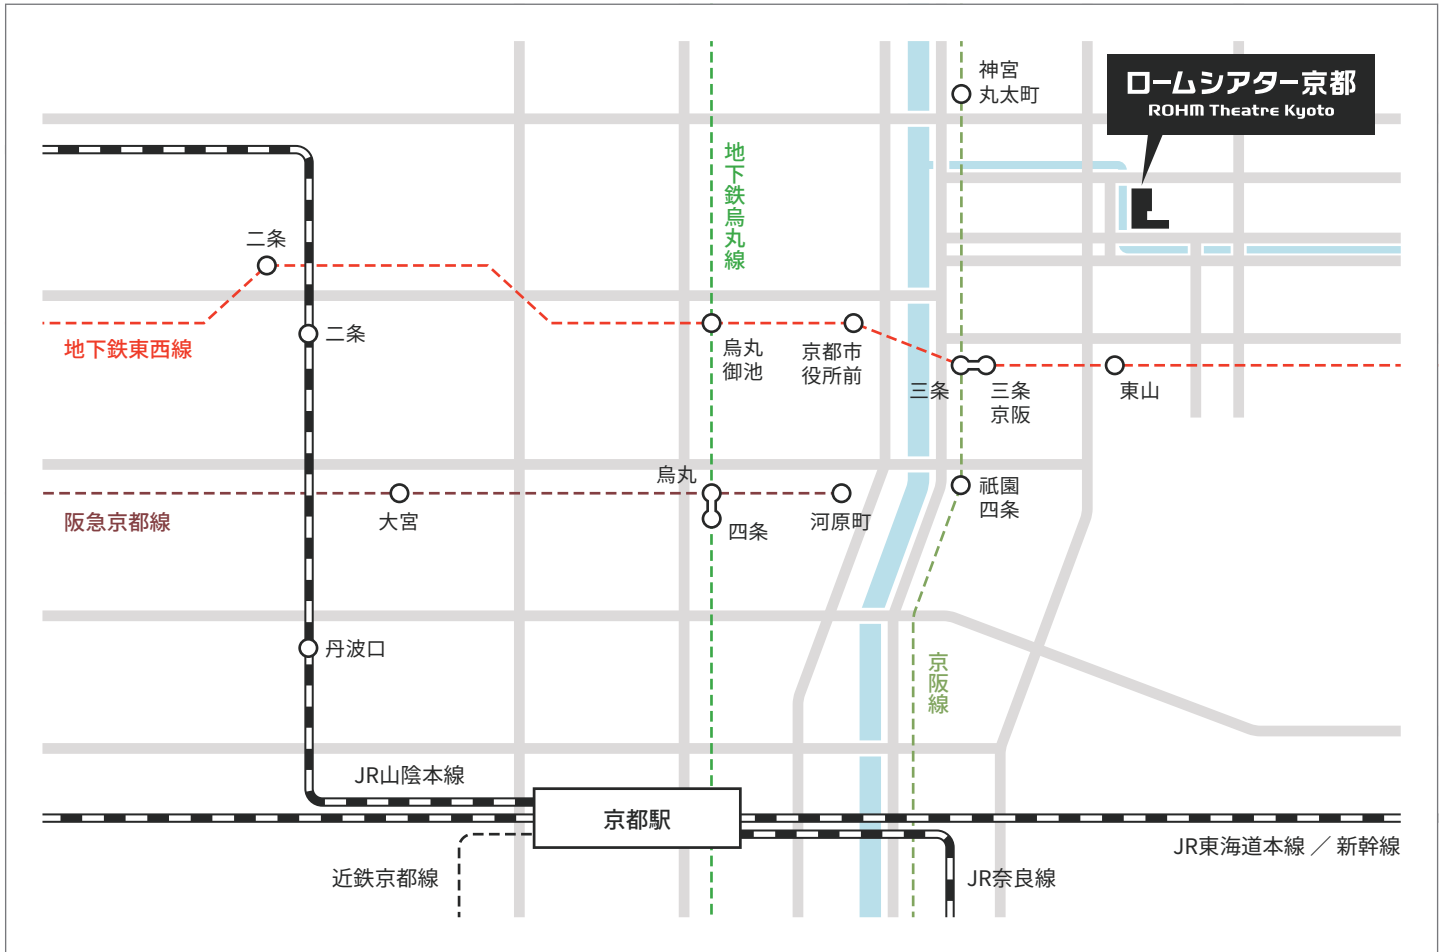 神宮
丸太町
ロームシアター京都
ROHM Theatre Kyoto
地下鉄烏丸線
二条
二条
地下鉄東西線
烏丸
御池
京都市
役所前
三条
三条
京阪
東山
烏丸
祇園
四条
阪急京都線
大宮
四条
河原町
丹波口
京阪線
JR山陰本線
京都駅
JR東海道本線 ／ 新幹線
近鉄京都線
JR奈良線